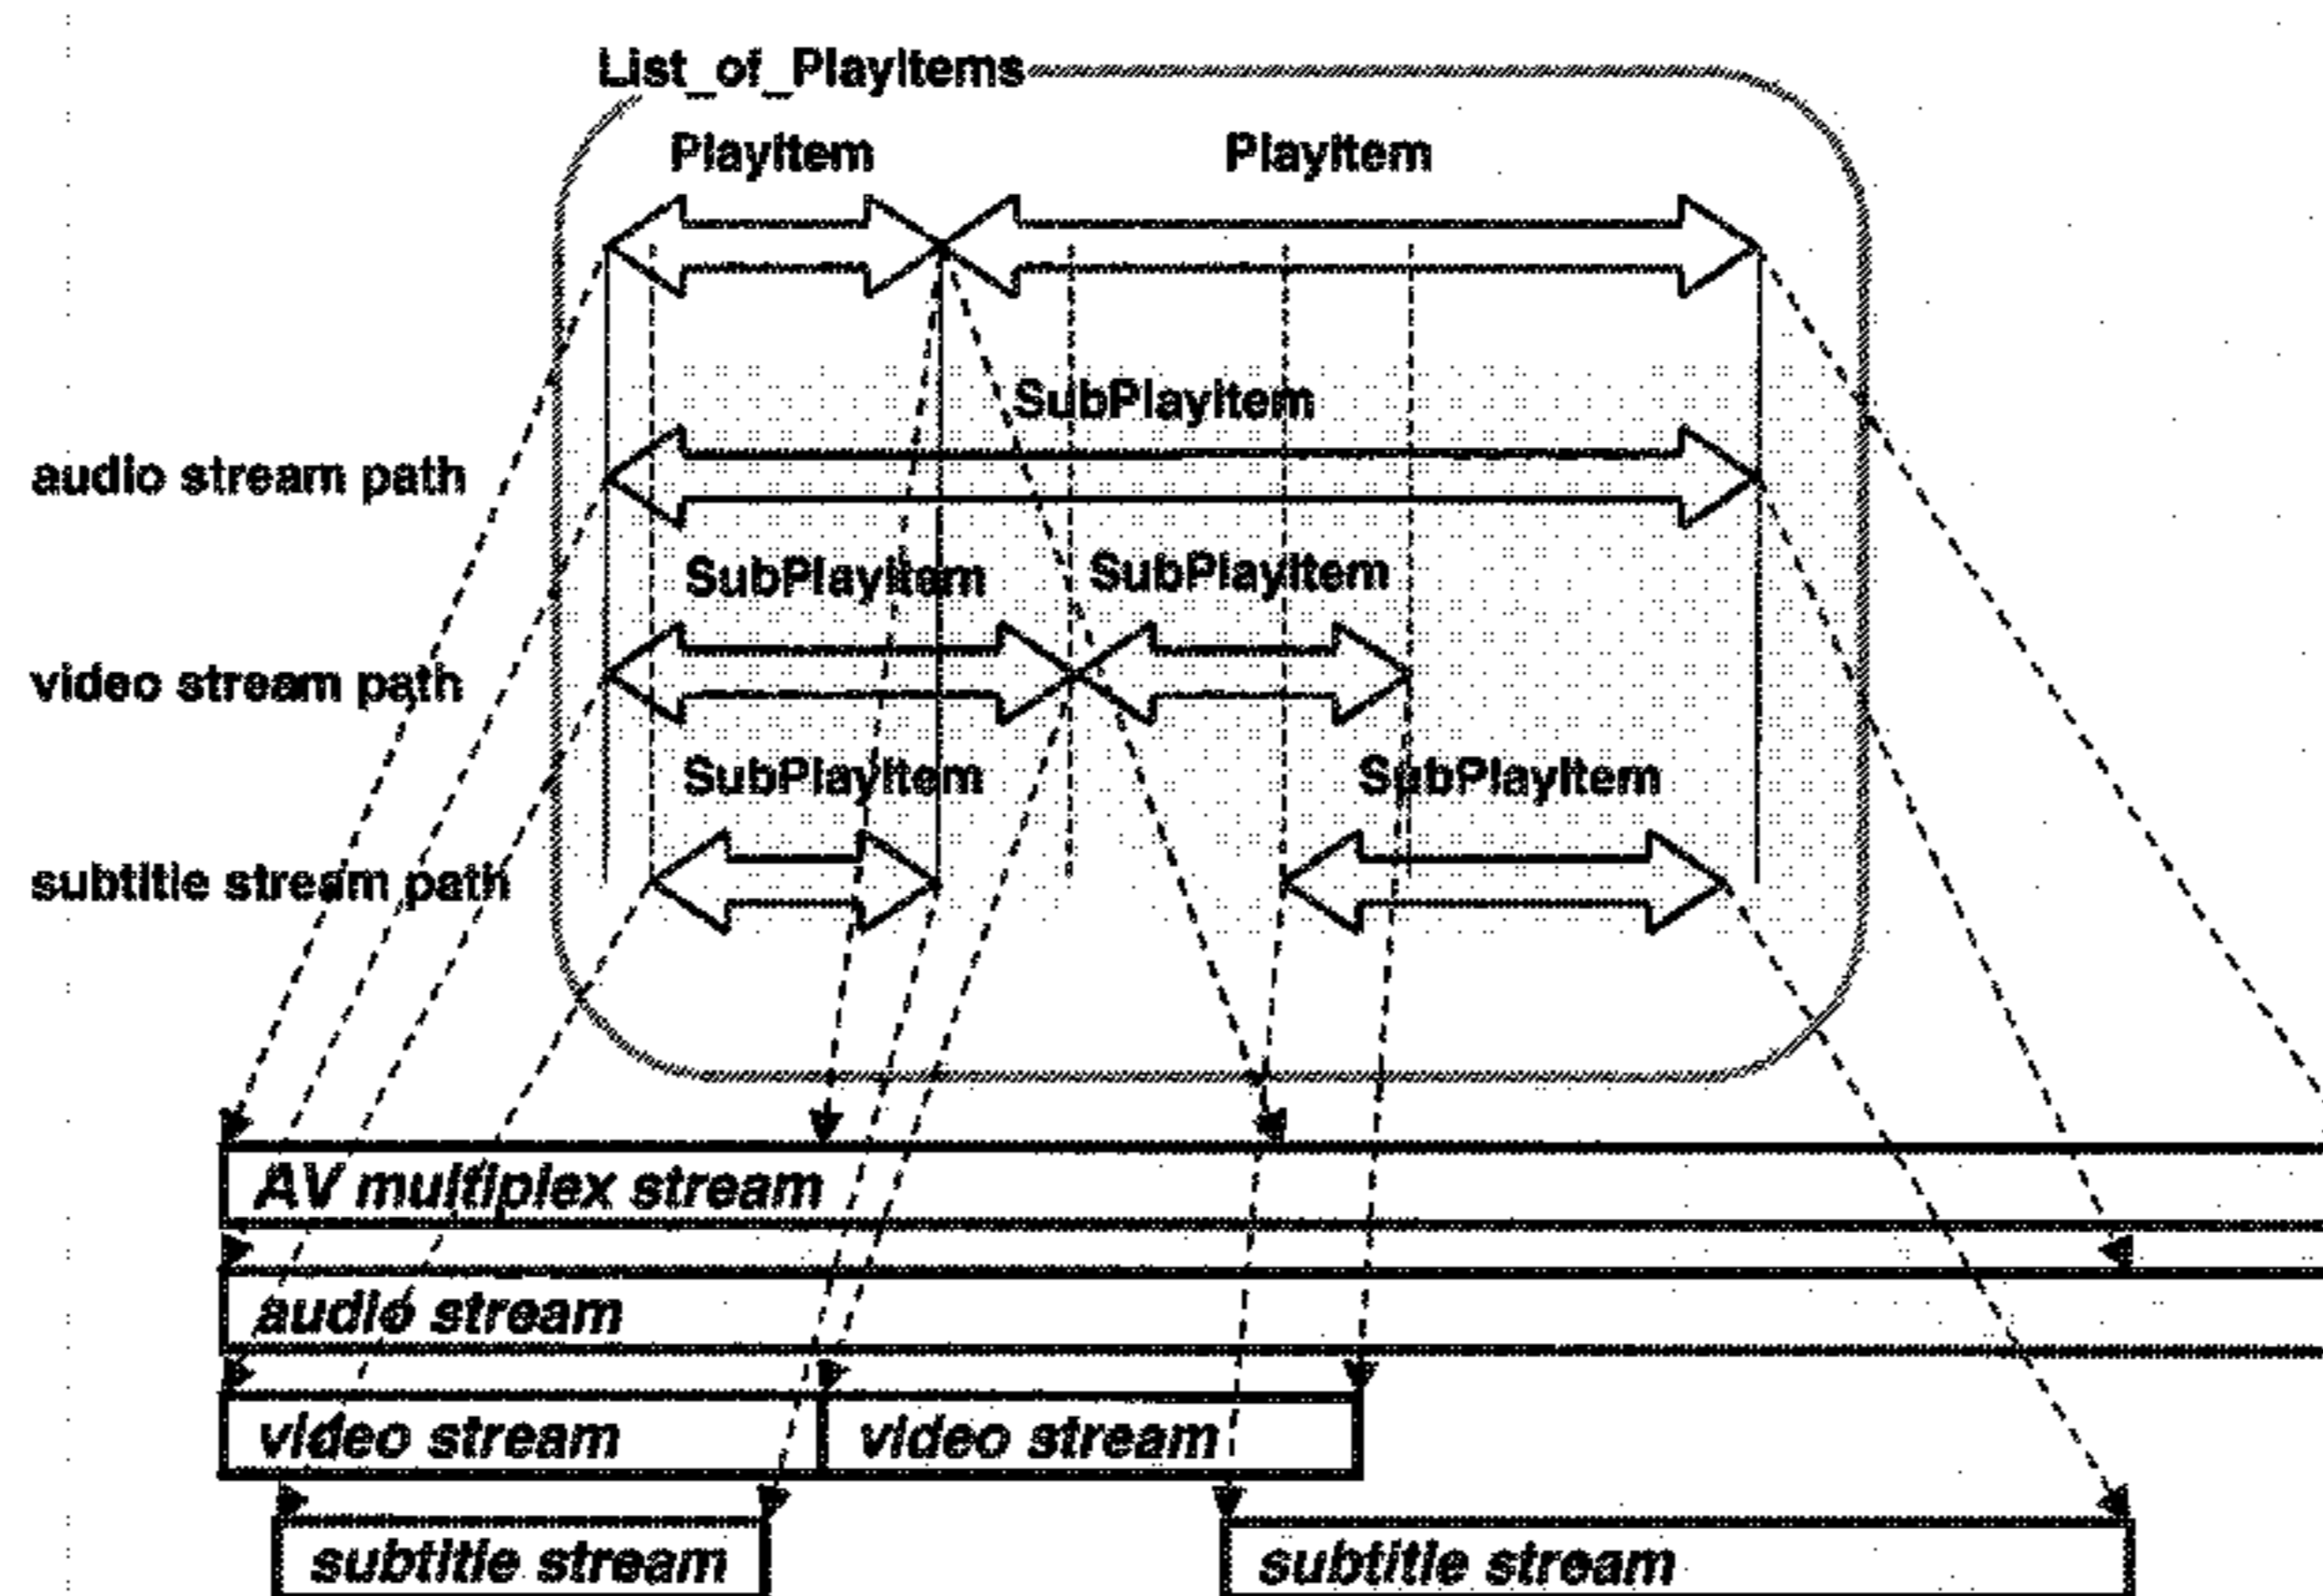 List_of_PlayItems
PlayItem PlayItem
SubPlayItem
audio stream path
SubPlayItem SubPlayItem
video stream path
SubPlayItem SubPlayItem
subtitle stream path
AV multiplex stream
audio stream
video stream video stream
subtitle stream subtitle stream